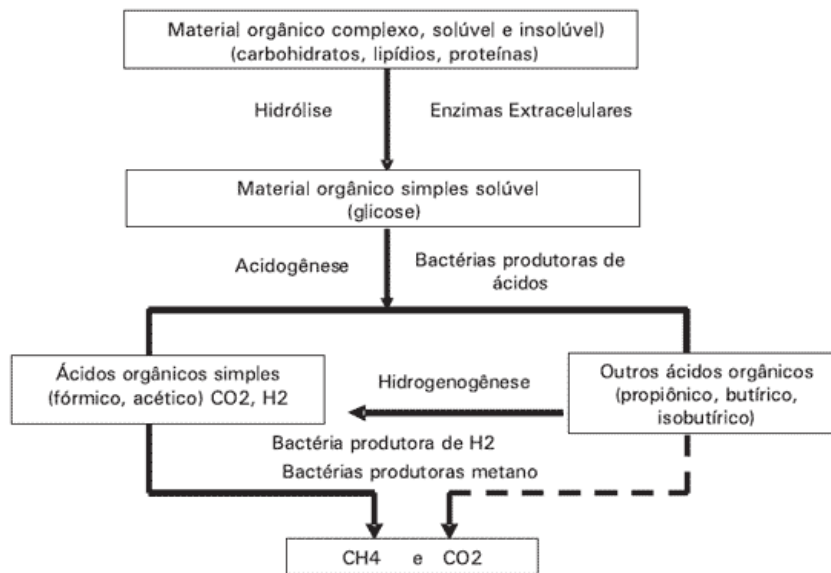 Material orgânico complexo, solúvel e insolúvel)
(carbohidratos, lipídios, proteínas)
Hidrólise
Enzimas Extracelulares
Material orgânico simples solúvel
(glicose)
Acidogênese
Bactérias produtoras de
ácidos
Ácidos orgânicos simples
(fórmico, acético) CO2, H2
Hidrogenogênese
Outros ácidos orgânicos
(propiônico, butírico,
isobutírico)
Bactéria produtora de H2
Bactérias produtoras metano
CH4 e CO2